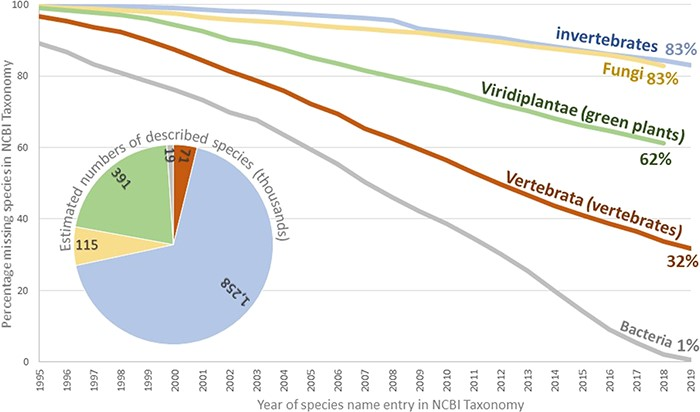 Percentage missing species in NCBI Taxonomy
100
80
60
40
20
0
invertebrates 83%
Fungi 83%
Viridiplantae (green plants)
62%
Vertebrata (vertebrates)
32%
Bacteria 1%
Estimated numbers of described species (thousands)
19
71
391
115
1,258
1995 1996 1997 1998 1999 2000 2001 2002 2003 2004 2005 2006 2007 2008 2009 2010 2011 2012 2013 2014 2015 2016 2017 2018 2019
Year of species name entry in NCBI Taxonomy